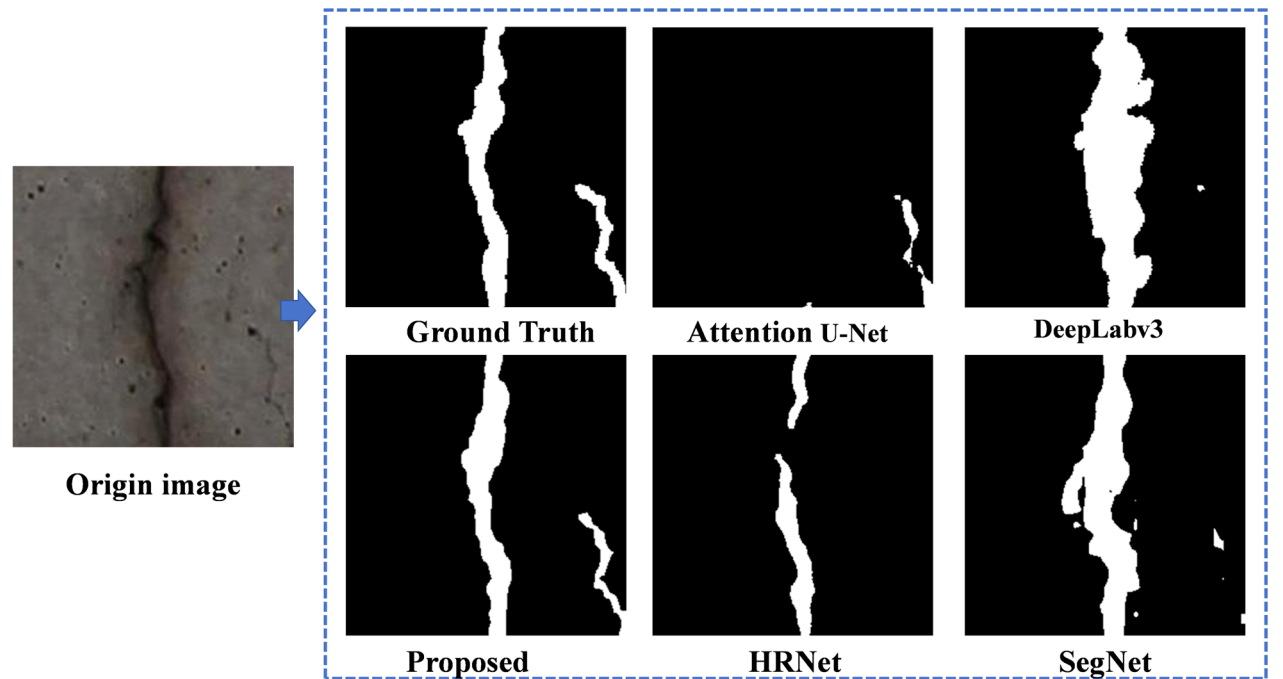 Origin image
Ground Truth
Attention U-Net
DeepLabv3
Proposed
HRNet
SegNet